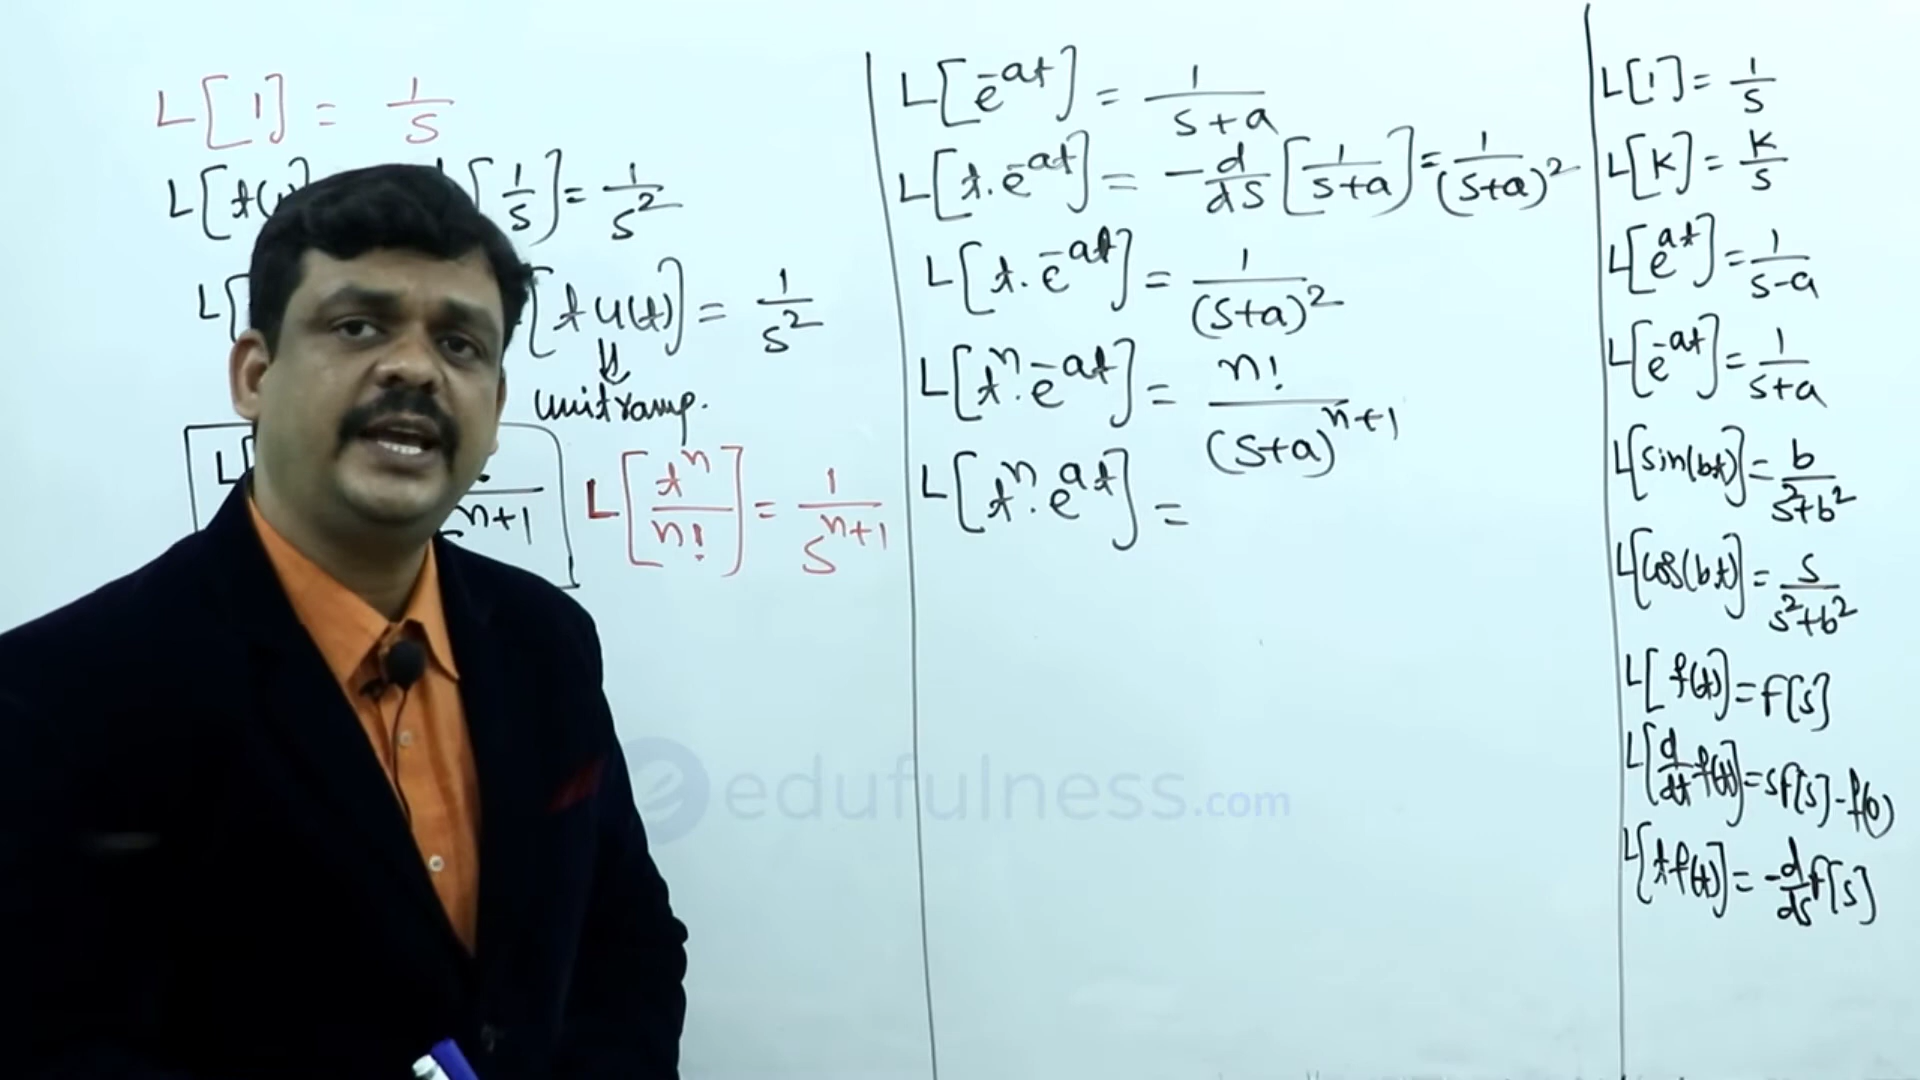 L[1] = 1/s
L[t( [1/s] = 1/s²
L[ [t u(t)] = 1/s²
unit ramp.
L[ n+1
L[tⁿ/n!] = 1/sⁿ⁺¹
L[e⁻ᵃᵗ] = 1/(s+a)
L[t.e⁻ᵃᵗ] = -d/ds [1/(s+a)] = 1/(s+a)²
L[t.e⁻ᵃᵗ] = 1/(s+a)²
L[tⁿ.e⁻ᵃᵗ] = n!/(s+a)ⁿ⁺¹
L[tⁿ.eᵃᵗ] =
L[1] = 1/s
L[k] = k/s
L[eᵃᵗ] = 1/(s-a)
L[e⁻ᵃᵗ] = 1/(s+a)
L[sin(bt)] = b/(s²+b²)
L[cos(bt)] = s/(s²+b²)
L[f(t)] = F[s]
L[d/dt f(t)] = sF[s] - f(0)
L[t f(t)] = -d/ds F[s]
edufulness.com